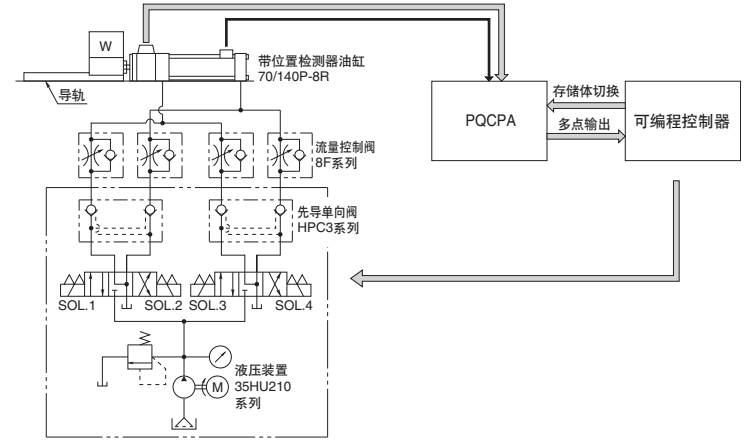 W
带位置检测器油缸
70/140P-8R
导轨
PQCPA
存储体切换
多点输出
可编程控制器
流量控制阀
8F系列
先导单向阀
HPC3系列
SOL.1
SOL.2
SOL.3
SOL.4
液压装置
35HU210
系列
M